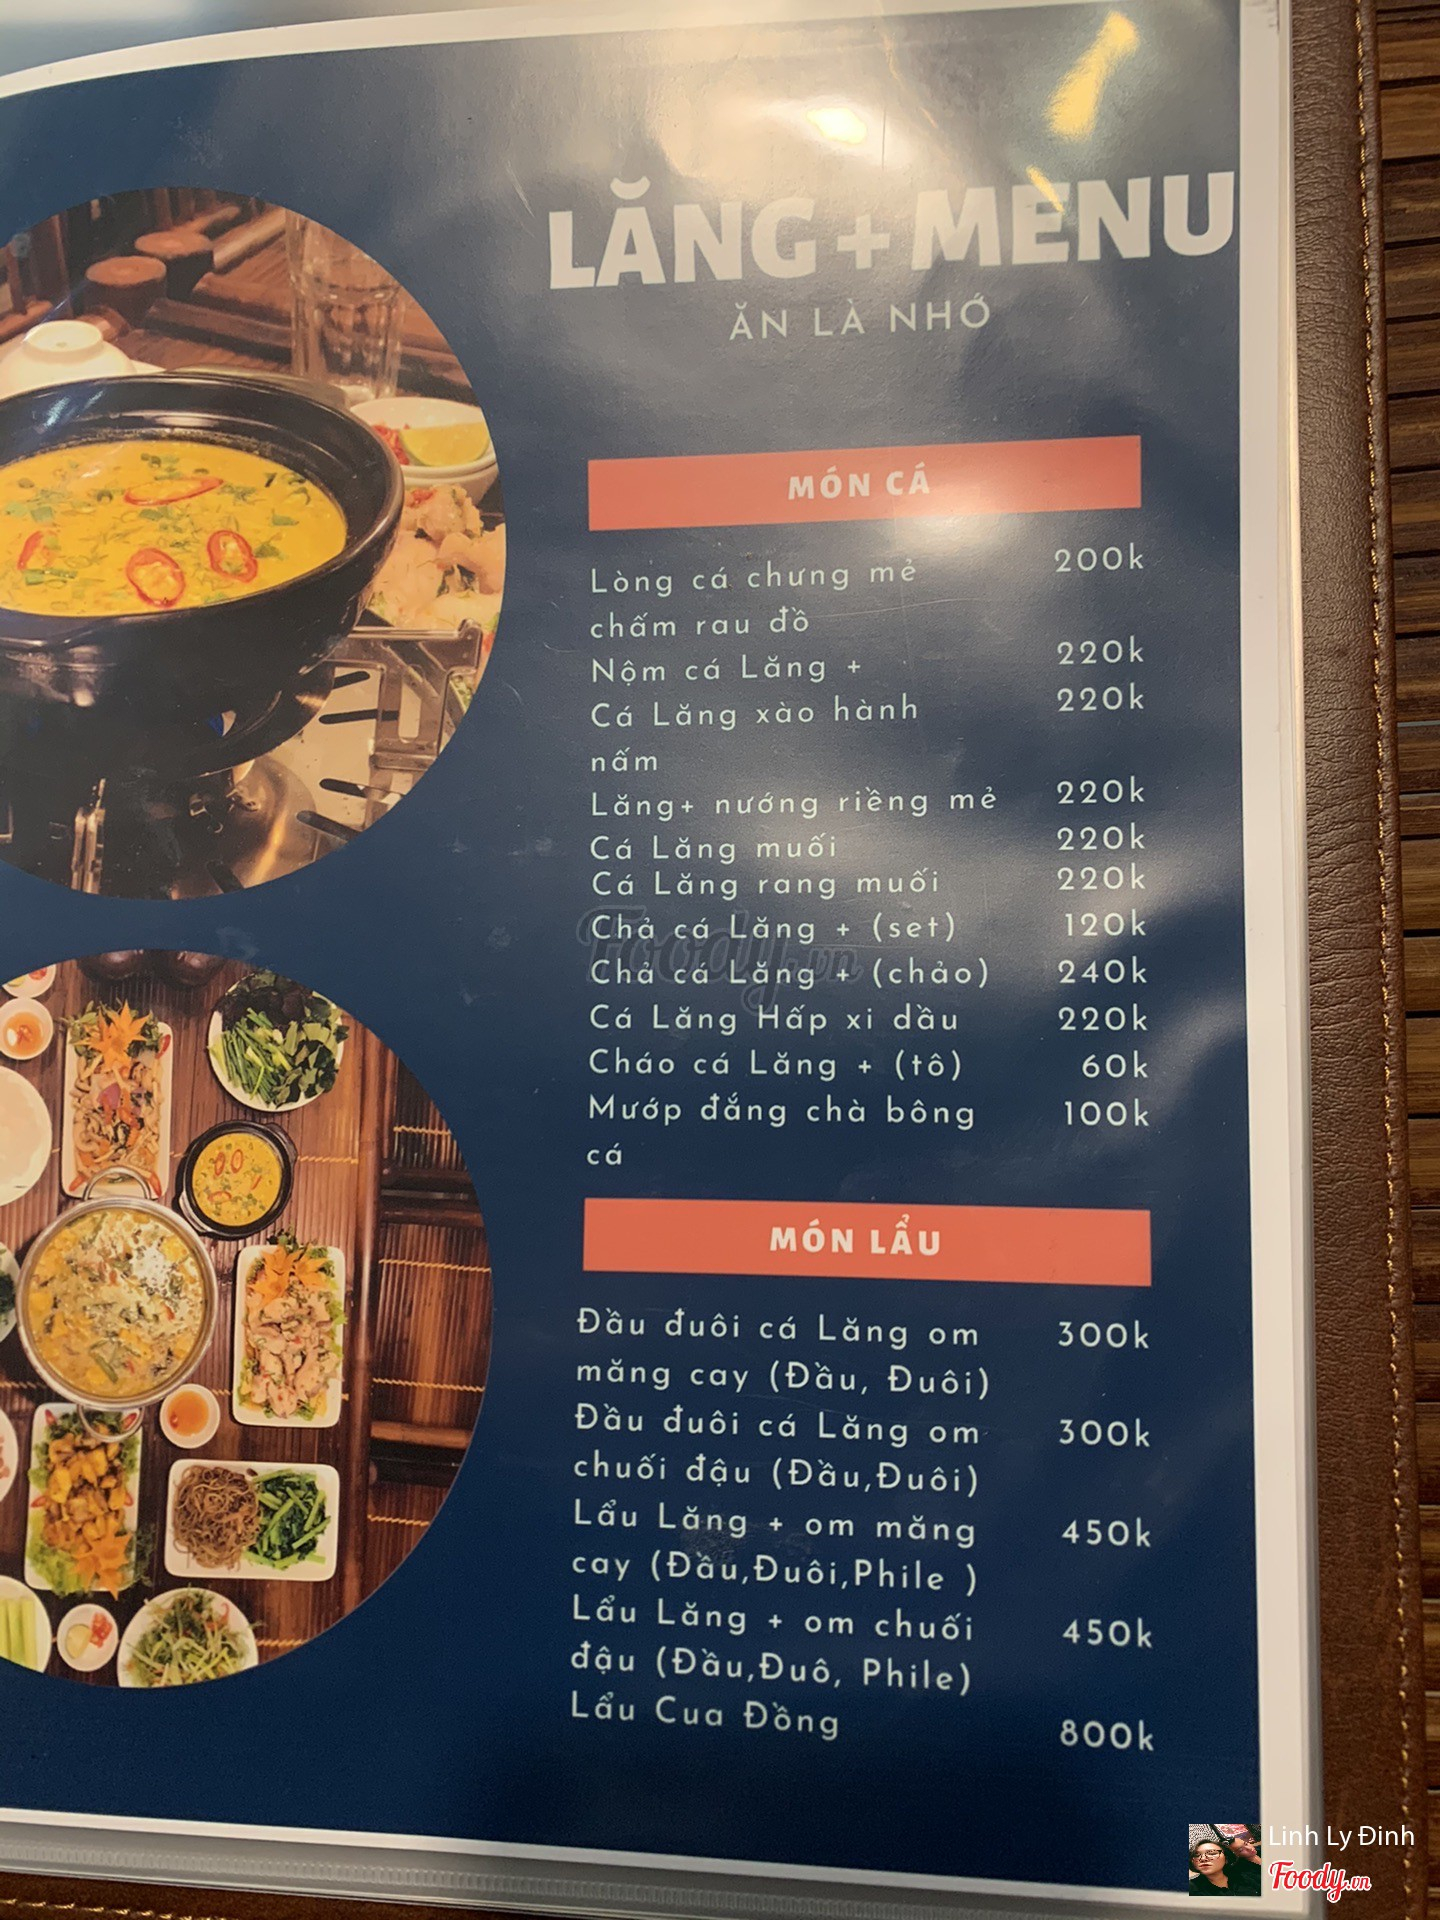 LĂNG + MENU
ĂN LÀ NHỚ
MÓN CÁ
Lòng cá chưng mẻ 200k
chấm rau đồ
Nộm cá Lăng + 220k
Cá Lăng xào hành 220k
nấm
Lăng+ nướng riềng mẻ 220k
Cá Lăng muối 220k
Cá Lăng rang muối 220k
Chả cá Lăng + (set) 120k
Chả cá Lăng + (chảo) 240k
Cá Lăng Hấp xi dầu 220k
Cháo cá Lăng + (tô) 60k
Mướp đắng chà bông 100k
cá
MÓN LẨU
Đầu đuôi cá Lăng om 300k
măng cay (Đầu, Đuôi)
Đầu đuôi cá Lăng om 300k
chuối đậu (Đầu,Đuôi)
Lẩu Lăng + om măng 450k
cay (Đầu,Đuôi,Phile )
Lẩu Lăng + om chuối 450k
đậu (Đầu,Đuô, Phile)
Lẩu Cua Đồng 800k
Foody.vn
Linh Ly Đinh
Foody.vn